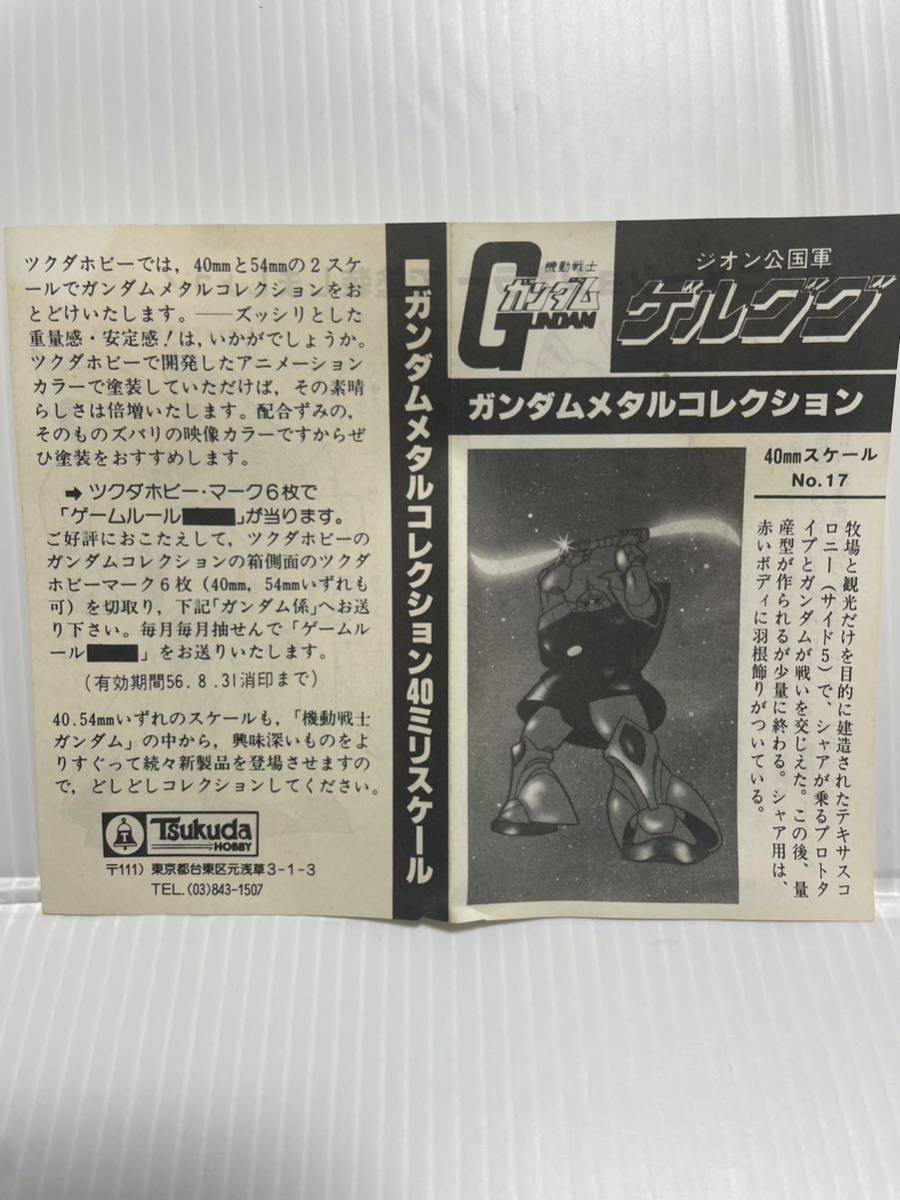 ツクダホビーでは，40mmと54mmの2スケ
ールでガンダムメタルコレクションをお
とどけいたします。——ズッシリとした
重量感・安定感！は，いかがでしょうか。
ツクダホビーで開発したアニメーション
カラーで塗装していただけば，その素晴
らしさは倍増いたします。配合ずみの，
そのものズバリの映像カラーですからぜ
ひ塗装をおすすめします。
➡ツクダホビー・マーク6枚で
「ゲームルール」が当ります。
ご好評におこたえして，ツクダホビーの
ガンダムコレクションの箱側面のツクダ
ホビーマーク6枚（40mm，54mmいずれも
可）を切取り，下記「ガンダム係」へお送
り下さい。毎月毎月抽せんで「ゲームル
ール」をお送りいたします。
（有効期間56.8.31消印まで）
40.54mmいずれのスケールも，「機動戦士
ガンダム」の中から，興味深いものをよ
りすぐって続々新製品を登場させますの
で，どしどしコレクションしてください。
Tsukuda
HOBBY
〒111）東京都台東区元浅草3-1-3
TEL.(03)843-1507
■ガンダムメタルコレクション40ミリスケール
機動戦士
ガンダム
GUNDAM
ジオン公国軍
ゲルググ
ガンダムメタルコレクション
40mmスケール
No.17
牧場と観光だけを目的に建造されたテキサスコ
ロニー（サイド5）で、シャアが乗るプロトタ
イプとガンダムが戦いを交じえた。この後、量
産型が作られるが少量に終わる。シャア用は、
赤いボディに羽根飾りがついている。